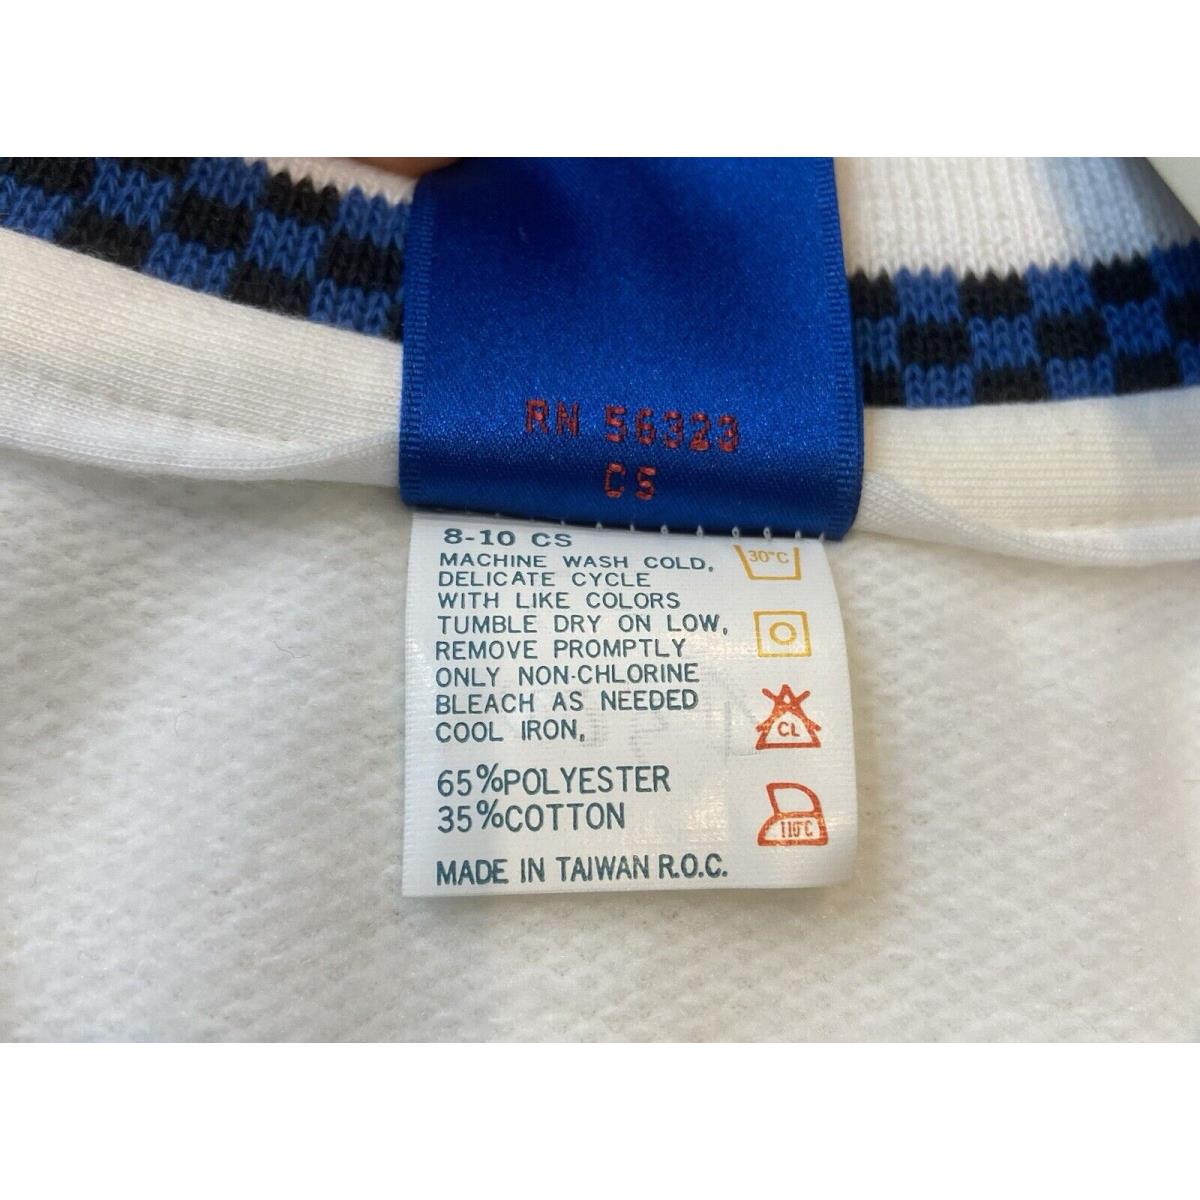 RN 56323
CS
8-10 CS
MACHINE WASH COLD,
DELICATE CYCLE
WITH LIKE COLORS
TUMBLE DRY ON LOW,
REMOVE PROMPTLY
ONLY NON-CHLORINE
BLEACH AS NEEDED
COOL IRON,
65%POLYESTER
35%COTTON
MADE IN TAIWAN R.O.C.
30°C
CL
110°C